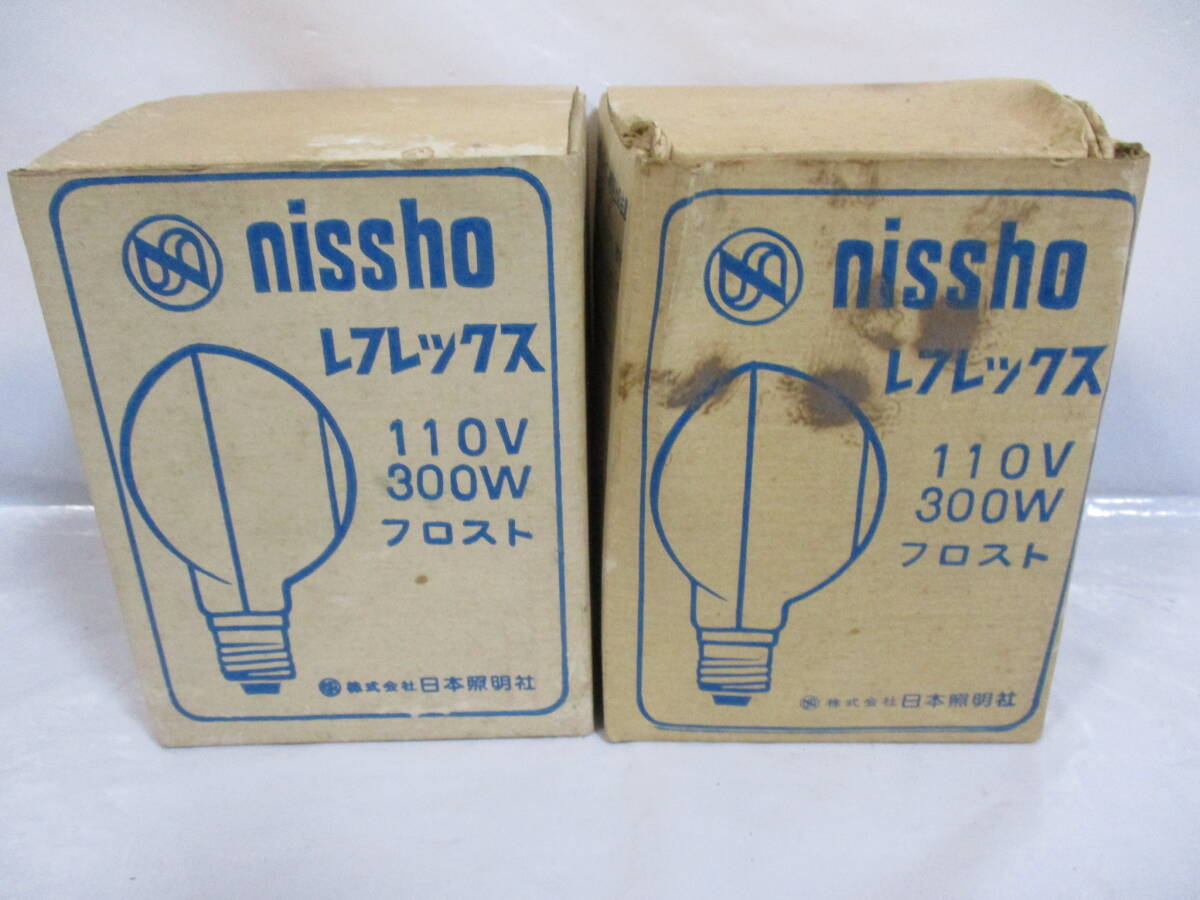 nissho
レフレックス
110V
300W
フロスト
株式会社日本照明社
nissho
レフレックス
110V
300W
フロスト
株式会社日本照明社